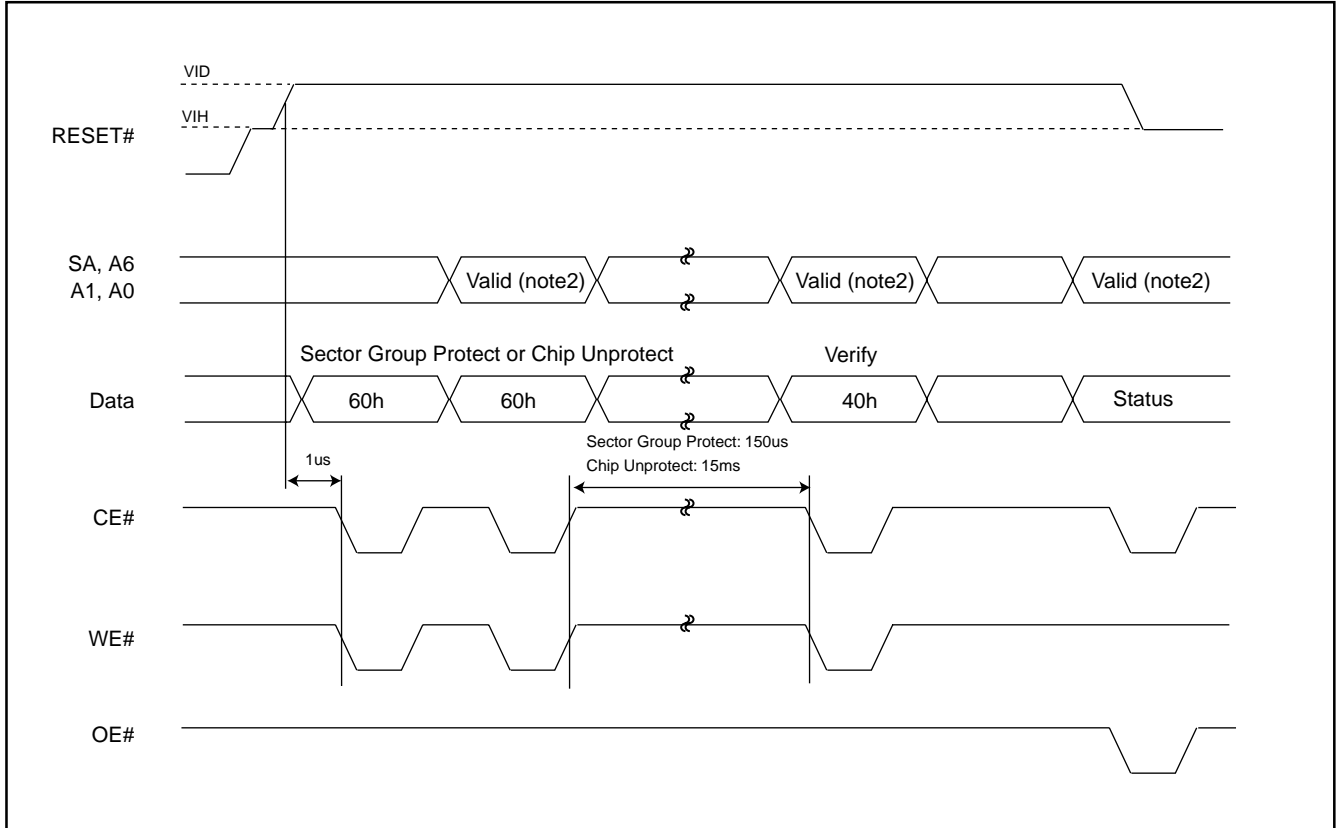 VID
VIH
RESET#
SA, A6
A1, A0
Valid (note2)
Valid (note2)
Valid (note2)
Sector Group Protect or Chip Unprotect
Verify
Data
60h
60h
40h
Status
Sector Group Protect: 150us
Chip Unprotect: 15ms
1us
CE#
WE#
OE#